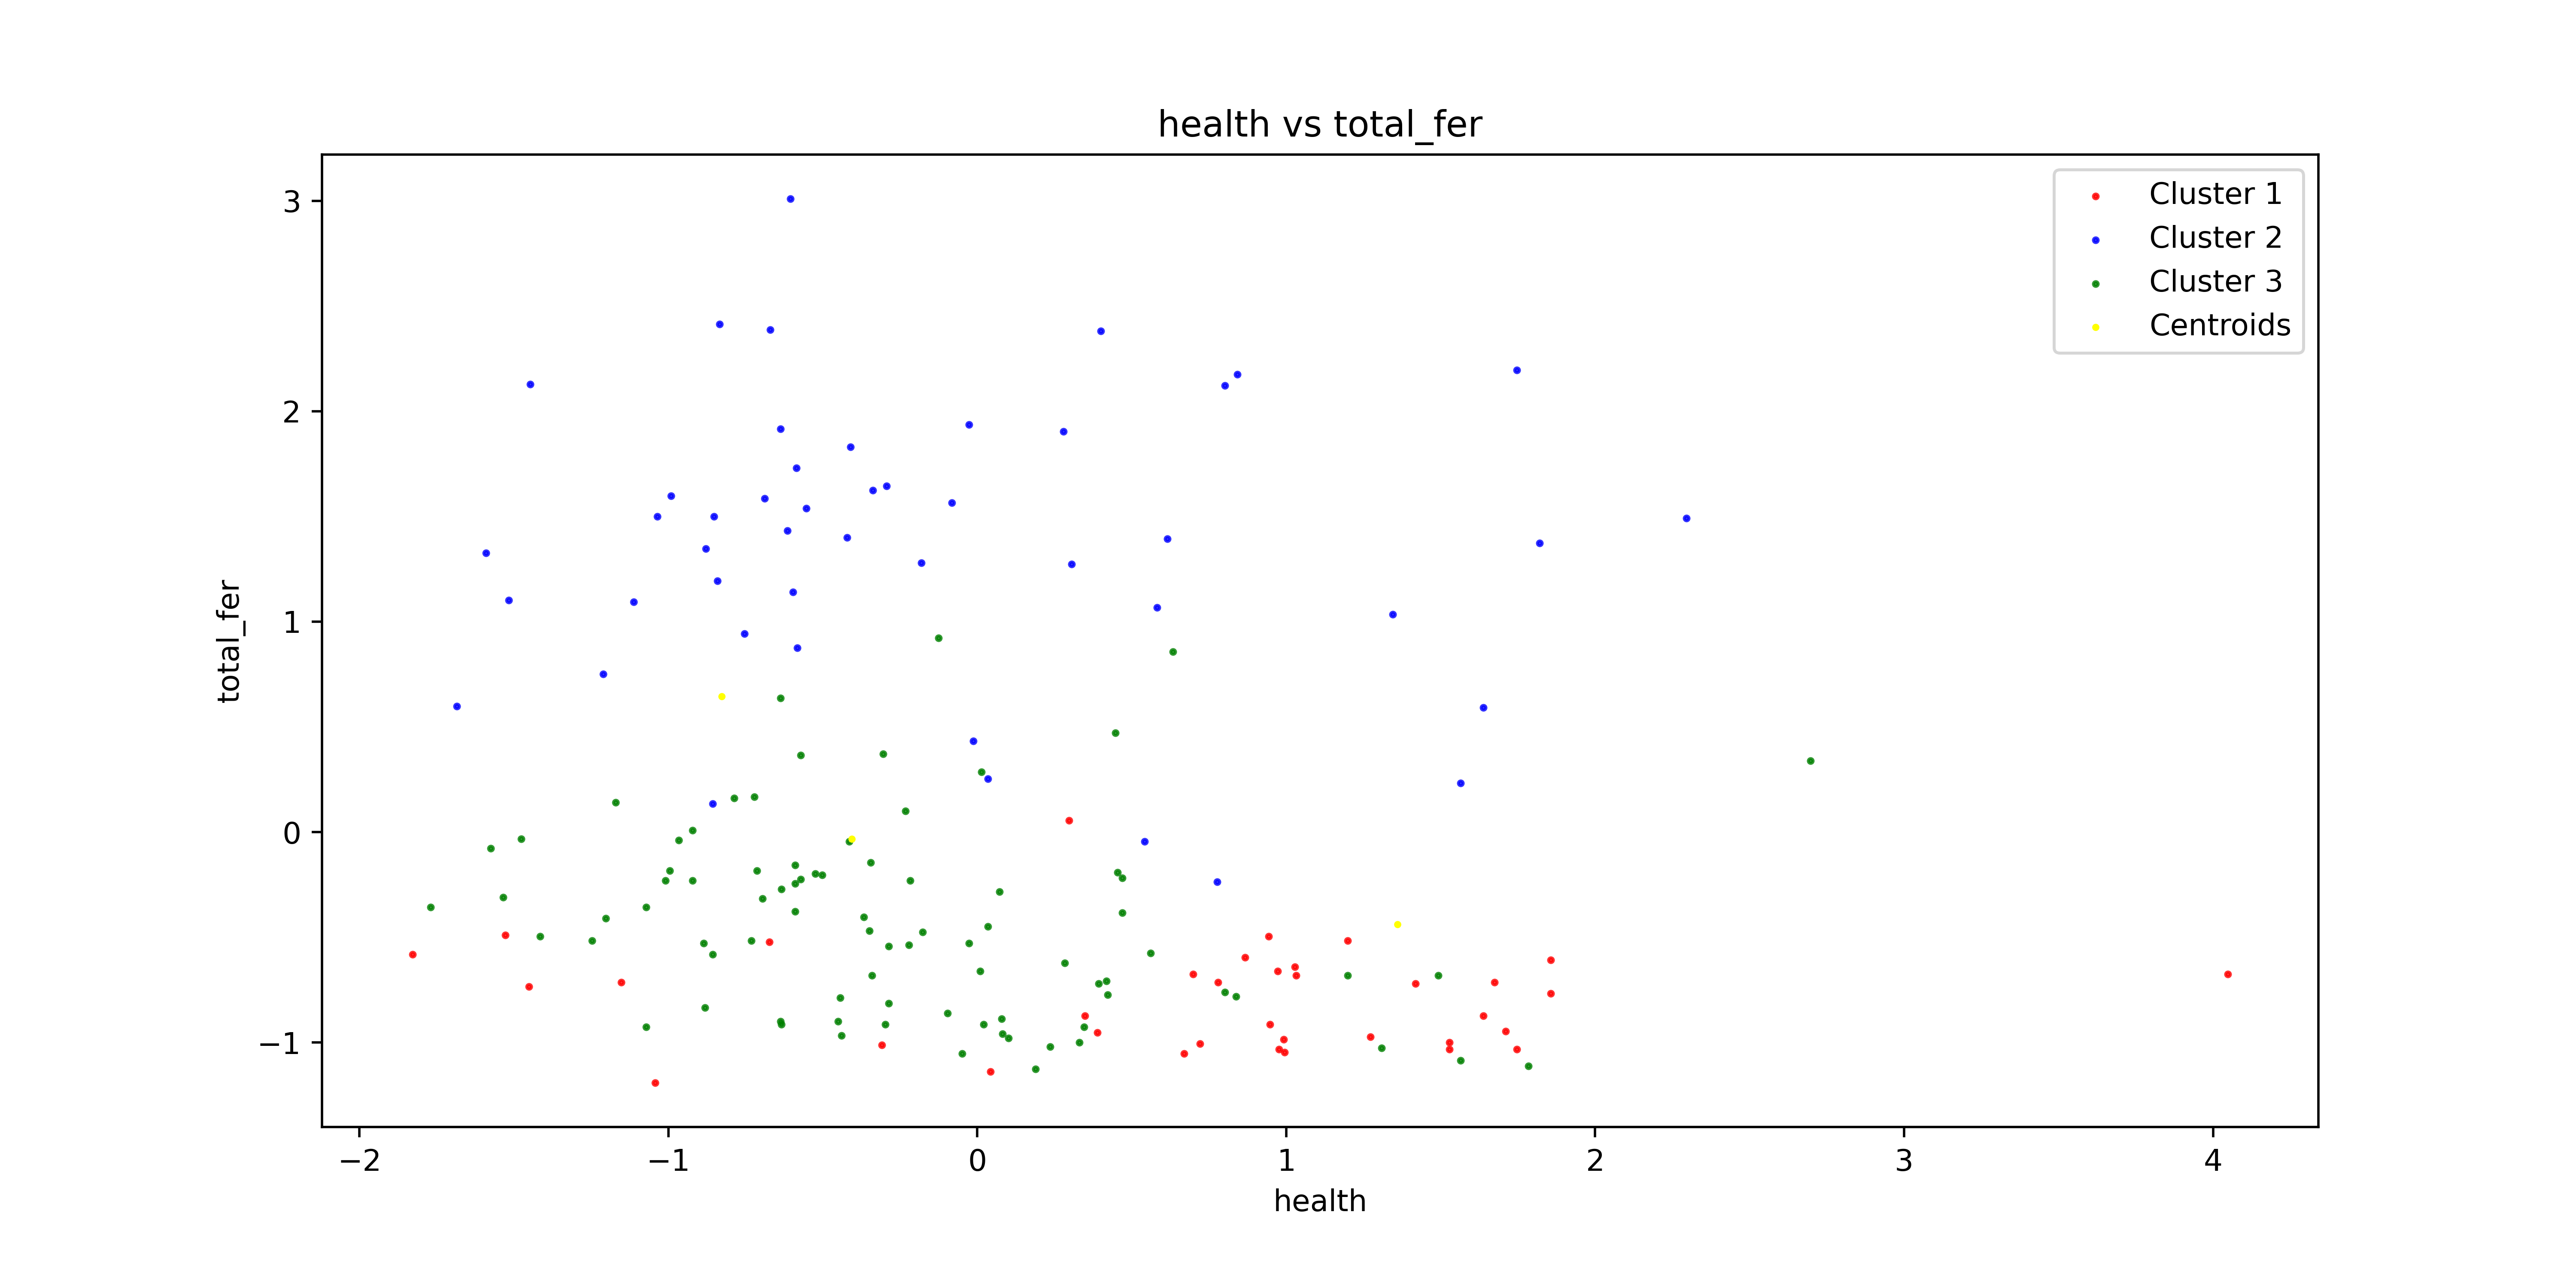 health vs total_fer
Cluster 1
Cluster 2
Cluster 3
Centroids
3
2
1
0
−1
total_fer
−2
−1
0
1
2
3
4
health